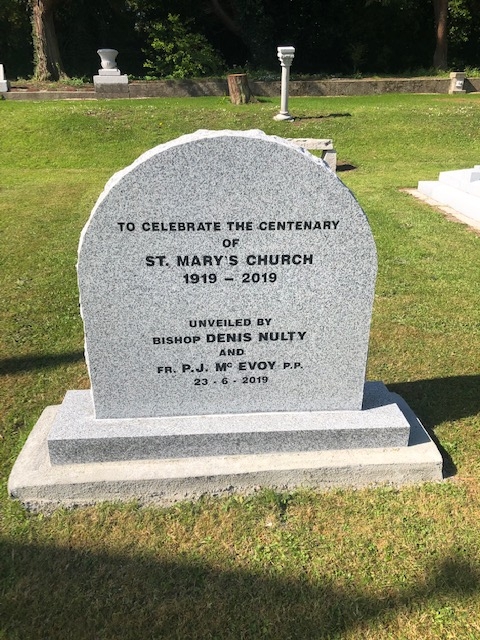 TO CELEBRATE THE CENTENARY
OF
ST. MARY'S CHURCH
1919 – 2019
UNVEILED BY
BISHOP DENIS NULTY
AND
FR. P.J. Mc EVOY P.P.
23 - 6 - 2019